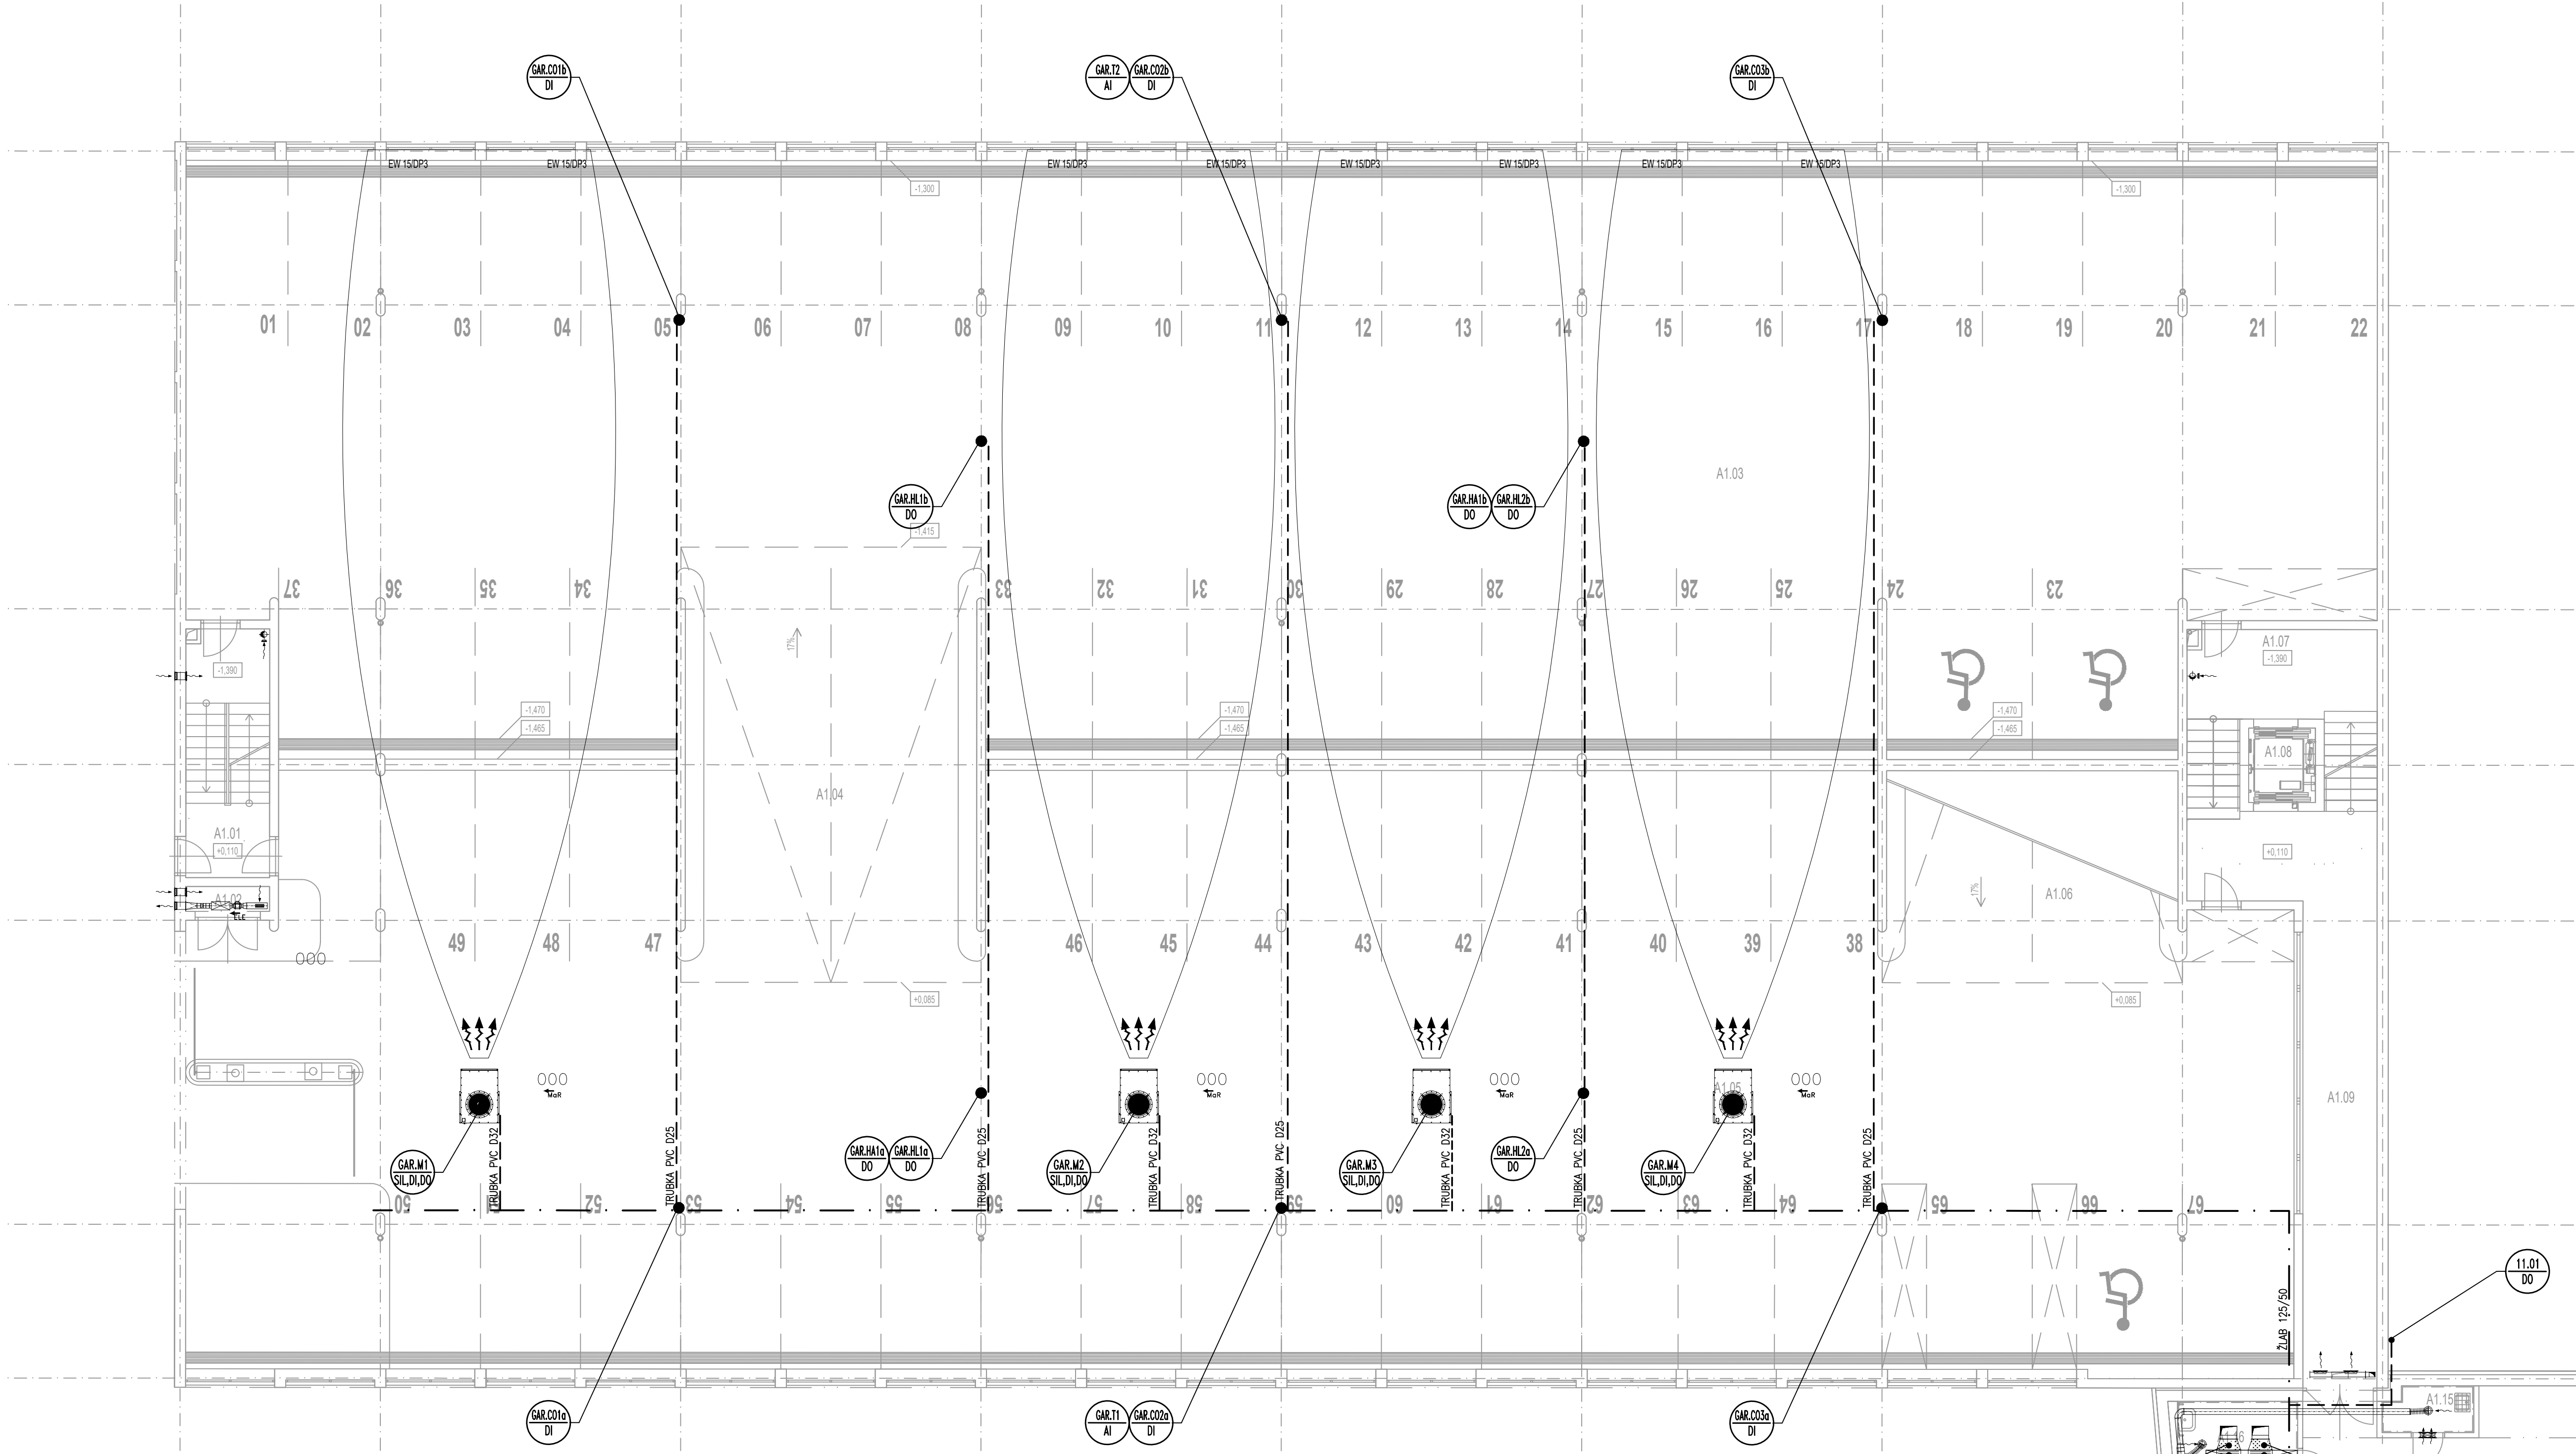 GAR.CO1b
DI
GAR.T2
AI
GAR.CO2b
DI
GAR.CO3b
DI
EW 15/DP3
EW 15/DP3
EW 15/DP3
EW 15/DP3
EW 15/DP3
EW 15/DP3
EW 15/DP3
EW 15/DP3
-1,300
-1,300
01
02
03
04
05
06
07
08
09
10
11
12
13
14
15
16
17
18
19
20
21
22
A1.03
GAR.HL1b
DO
GAR.HA1b
DO
GAR.HL2b
DO
-1,415
37
36
35
34
33
32
31
30
29
28
27
26
25
24
23
17%
A1.07
-1,390
-1,390
-1,470
-1,465
-1,470
-1,465
-1,470
-1,465
A1.08
A1.04
A1.01
+0,110
+0,110
17%
A1.06
ELE
49
48
47
46
45
44
43
42
41
40
39
38
000
+0,085
+0,085
000
MaR
000
MaR
000
MaR
000
MaR
A1.05
A1.09
TRUBKA PVC D32
TRUBKA PVC D25
TRUBKA PVC D25
TRUBKA PVC D32
TRUBKA PVC D25
TRUBKA PVC D32
TRUBKA PVC D25
TRUBKA PVC D32
TRUBKA PVC D25
GAR.M1
SIL,DI,DO
GAR.HA1a
DO
GAR.HL1a
DO
GAR.M2
SIL,DI,DO
GAR.M3
SIL,DI,DO
GAR.HL2a
DO
GAR.M4
SIL,DI,DO
50
52
53
54
55
57
58
59
60
61
62
63
64
65
66
67
11.01
DO
ŽLAB 125/50
GAR.CO1a
DI
GAR.T1
AI
GAR.CO2a
DI
GAR.CO3a
DI
A1.15